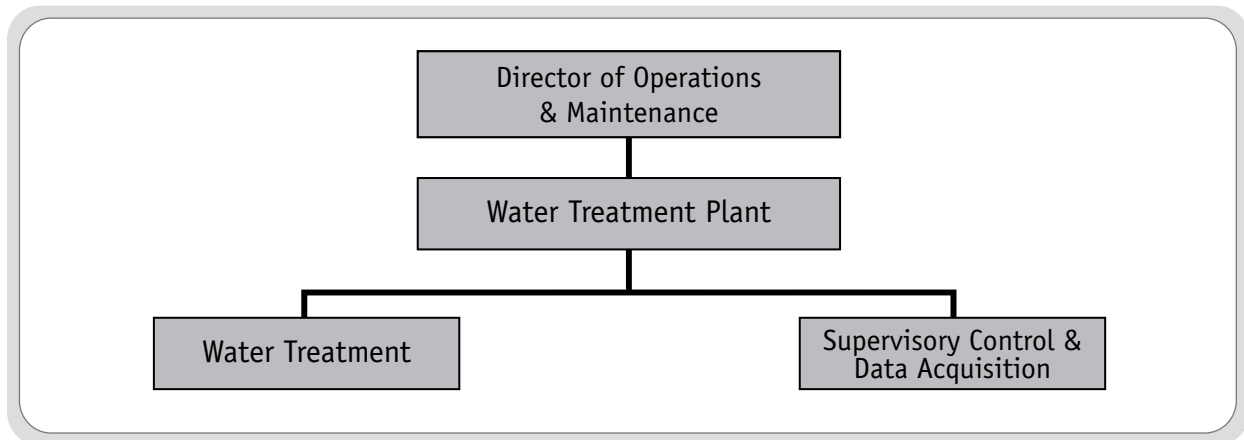 Director of Operations
& Maintenance
Water Treatment Plant
Water Treatment
Supervisory Control &
Data Acquisition